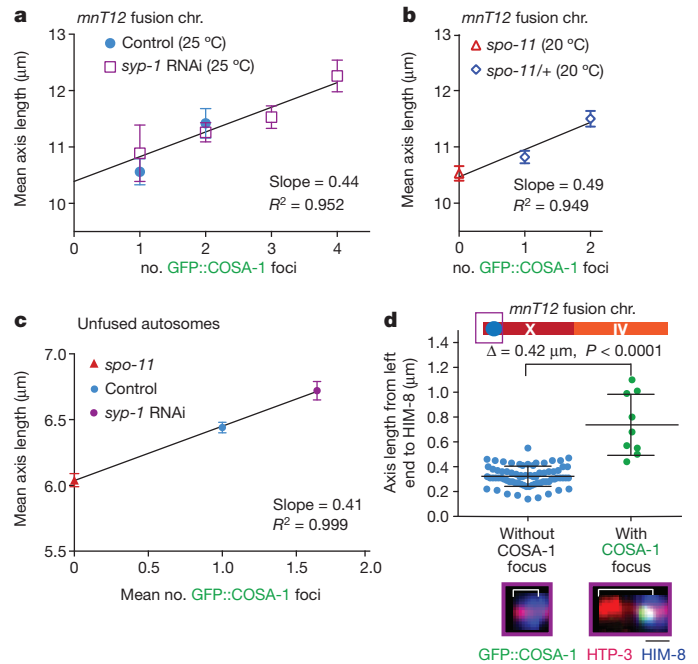 a
mnT12 fusion chr.
Control (25 °C)
syp-1 RNAi (25 °C)
Mean axis length (μm)
13
12
11
10
Slope = 0.44
R² = 0.952
0 1 2 3 4
no. GFP::COSA-1 foci
b
mnT12 fusion chr.
spo-11 (20 °C)
spo-11/+ (20 °C)
Mean axis length (μm)
13
12
11
10
Slope = 0.49
R² = 0.949
0 1 2
no. GFP::COSA-1 foci
c
Unfused autosomes
spo-11
Control
syp-1 RNAi
Mean axis length (μm)
7.0
6.5
6.0
5.5
Slope = 0.41
R² = 0.999
0 0.5 1.0 1.5 2.0
Mean no. GFP::COSA-1 foci
d
mnT12 fusion chr.
X IV
Δ = 0.42 μm, P < 0.0001
Axis length from left
end to HIM-8 (μm)
1.4
1.2
1.0
0.8
0.6
0.4
0.2
0.0
Without
COSA-1
focus
With
COSA-1
focus
GFP::COSA-1 HTP-3 HIM-8